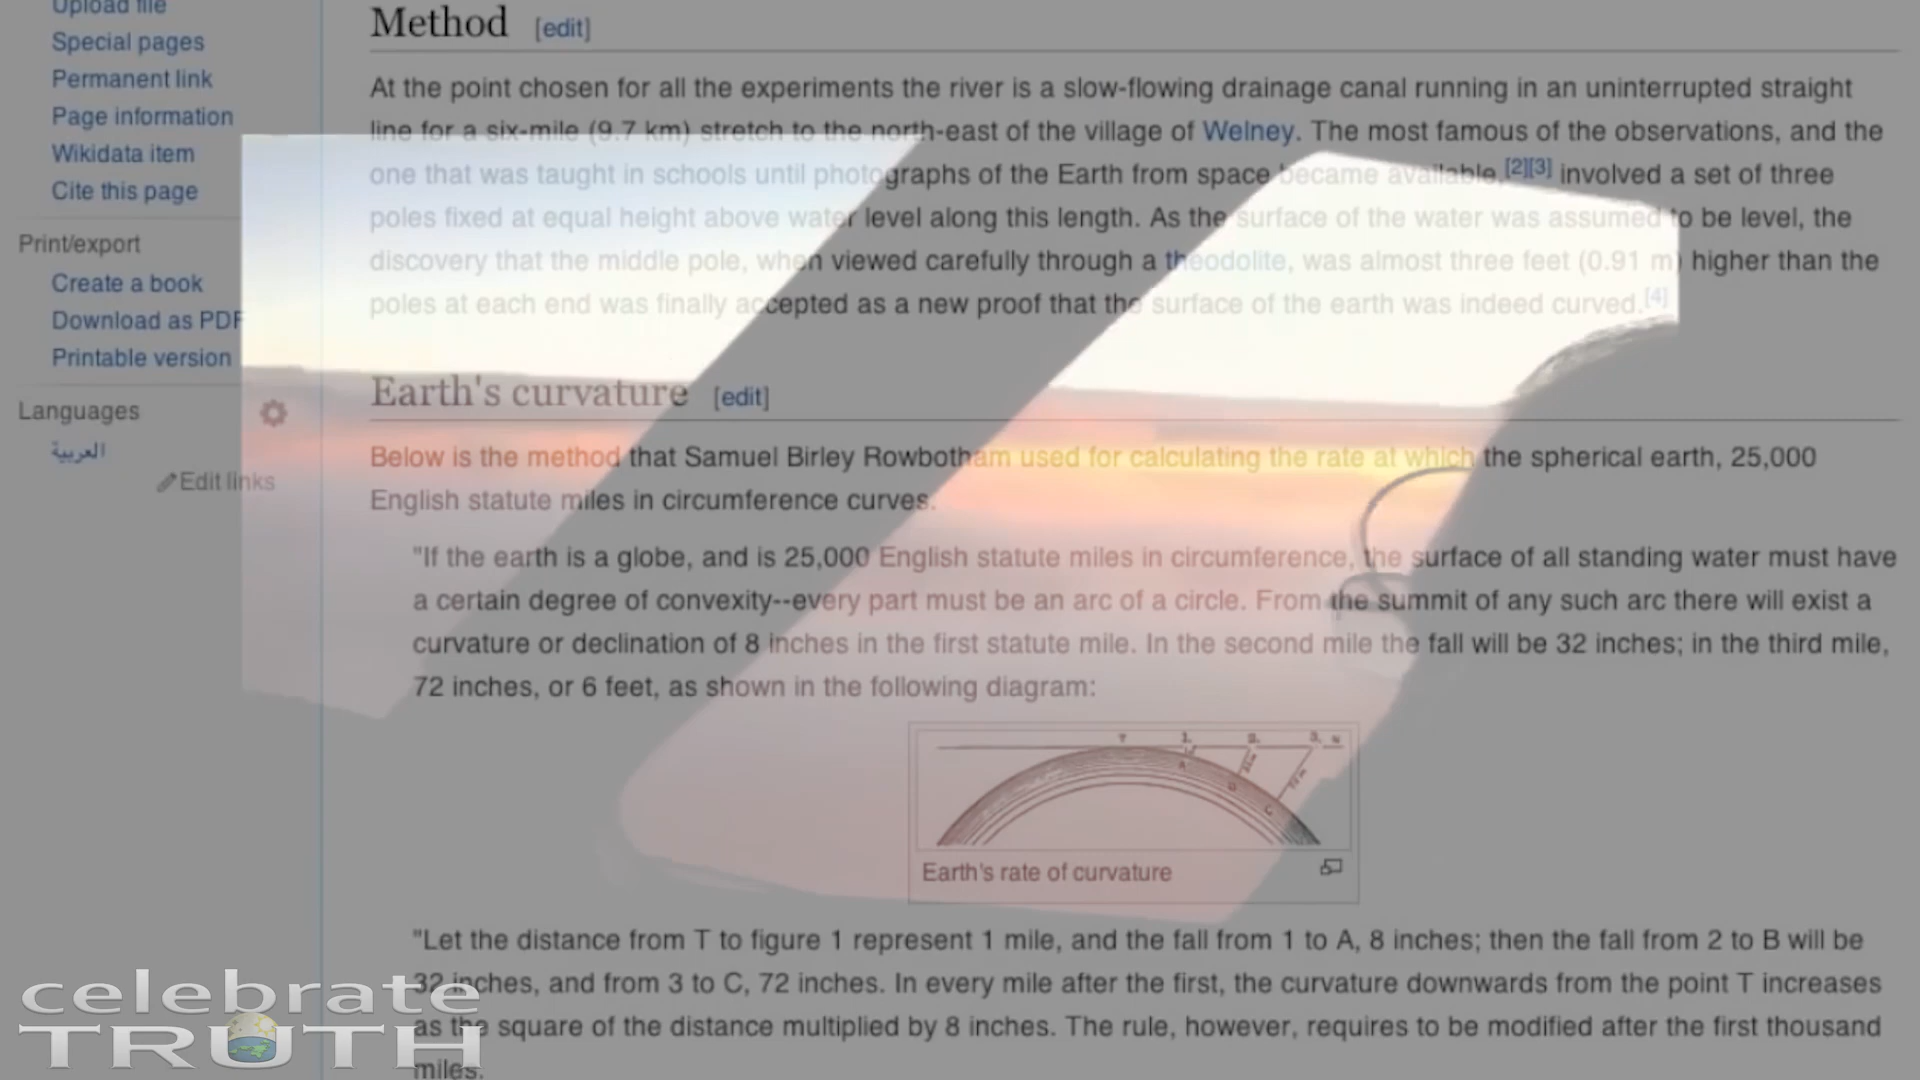 Upload file
Special pages
Permanent link
Page information
Wikidata item
Cite this page
Print/export
Create a book
Download as PDF
Printable version
Languages
العربية
Edit links
Method [edit]
At the point chosen for all the experiments the river is a slow-flowing drainage canal running in an uninterrupted straight
line for a six-mile (9.7 km) stretch to the north-east of the village of Welney. The most famous of the observations, and the
one that was taught in schools until photographs of the Earth from space became available,[2][3] involved a set of three
poles fixed at equal height above water level along this length. As the surface of the water was assumed to be level, the
discovery that the middle pole, when viewed carefully through a theodolite, was almost three feet (0.91 m) higher than the
poles at each end was finally accepted as a new proof that the surface of the earth was indeed curved.[4]
Earth's curvature [edit]
Below is the method that Samuel Birley Rowbotham used for calculating the rate at which the spherical earth, 25,000
English statute miles in circumference curves.
"If the earth is a globe, and is 25,000 English statute miles in circumference, the surface of all standing water must have
a certain degree of convexity--every part must be an arc of a circle. From the summit of any such arc there will exist a
curvature or declination of 8 inches in the first statute mile. In the second mile the fall will be 32 inches; in the third mile,
72 inches, or 6 feet, as shown in the following diagram:
T 1. 2. 3. N
A
B
C
Earth's rate of curvature
"Let the distance from T to figure 1 represent 1 mile, and the fall from 1 to A, 8 inches; then the fall from 2 to B will be
32 inches, and from 3 to C, 72 inches. In every mile after the first, the curvature downwards from the point T increases
as the square of the distance multiplied by 8 inches. The rule, however, requires to be modified after the first thousand
miles.
celebrate
TRUTH